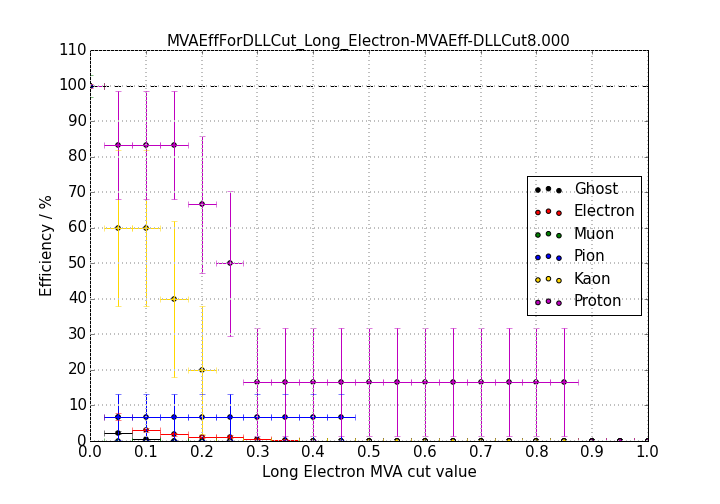 MVAEffForDLLCut_Long_Electron-MVAEff-DLLCut8.000
110
100
90
80
70
60
50
40
30
20
10
0
Efficiency / %
Ghost
Electron
Muon
Pion
Kaon
Proton
0.0 0.1 0.2 0.3 0.4 0.5 0.6 0.7 0.8 0.9 1.0
Long Electron MVA cut value